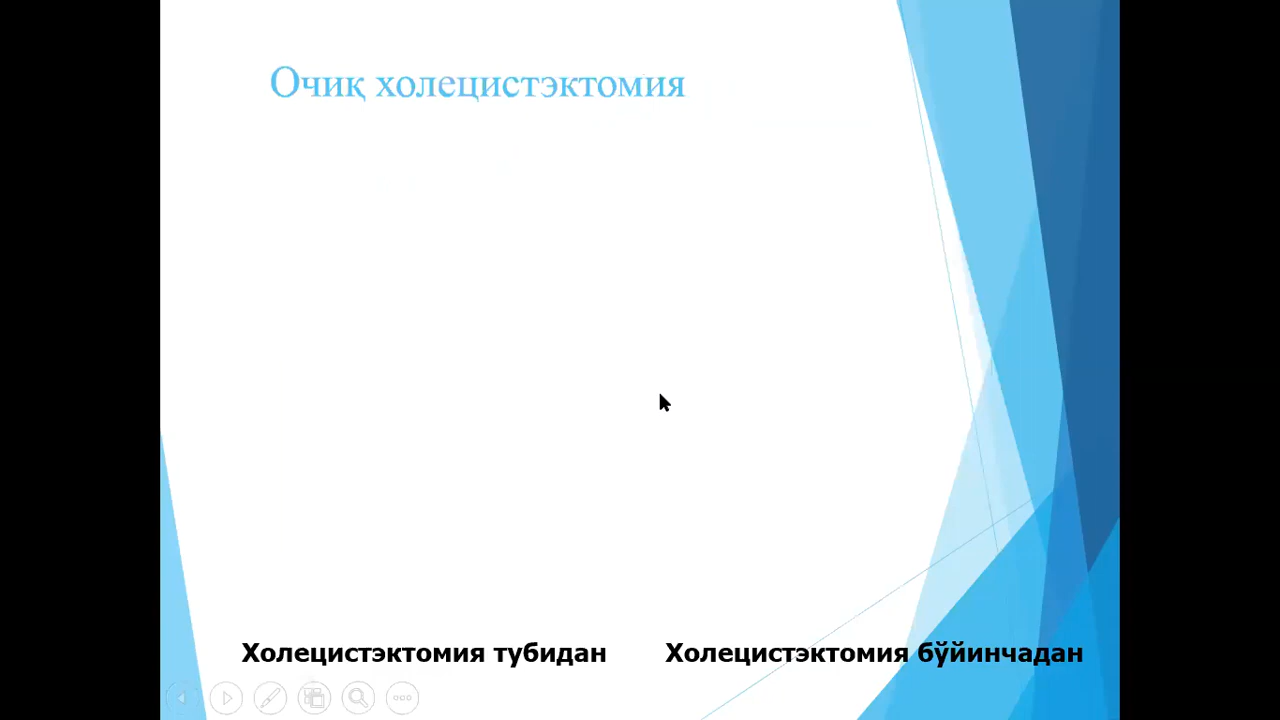 Очиқ холецистэктомия
Холецистэктомия тубидан
Холецистэктомия бўйинчадан